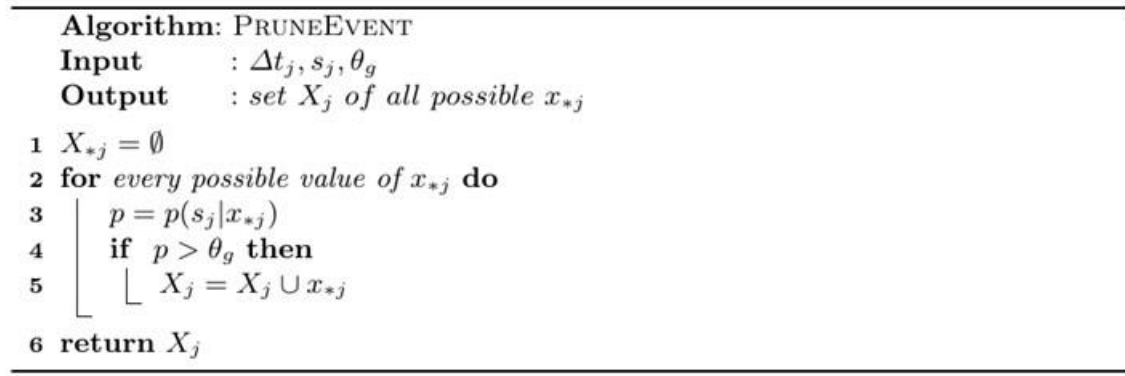 Algorithm: PRUNEEVENT
Input : Δt_j, s_j, θ_g
Output : set X_j of all possible x_{*j}
1 X_{*j} = ∅
2 for every possible value of x_{*j} do
3 p = p(s_j|x_{*j})
4 if p > θ_g then
5 X_j = X_j ∪ x_{*j}
6 return X_j